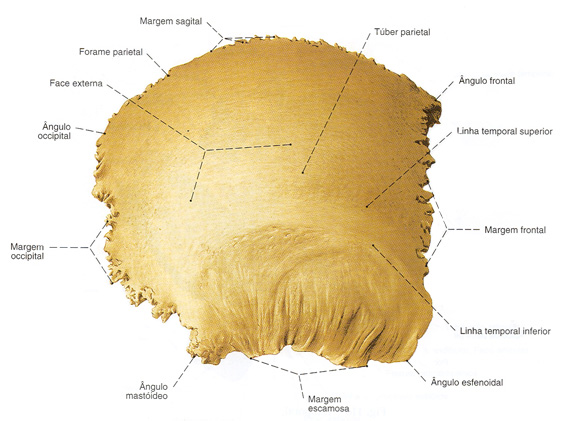 Margem sagital
Túber parietal
Forame parietal
Face externa
Ângulo frontal
Ângulo
occipital
Linha temporal superior
Margem frontal
Margem
occipital
Linha temporal inferior
Ângulo
mastóideo
Ângulo esfenoidal
Margem
escamosa